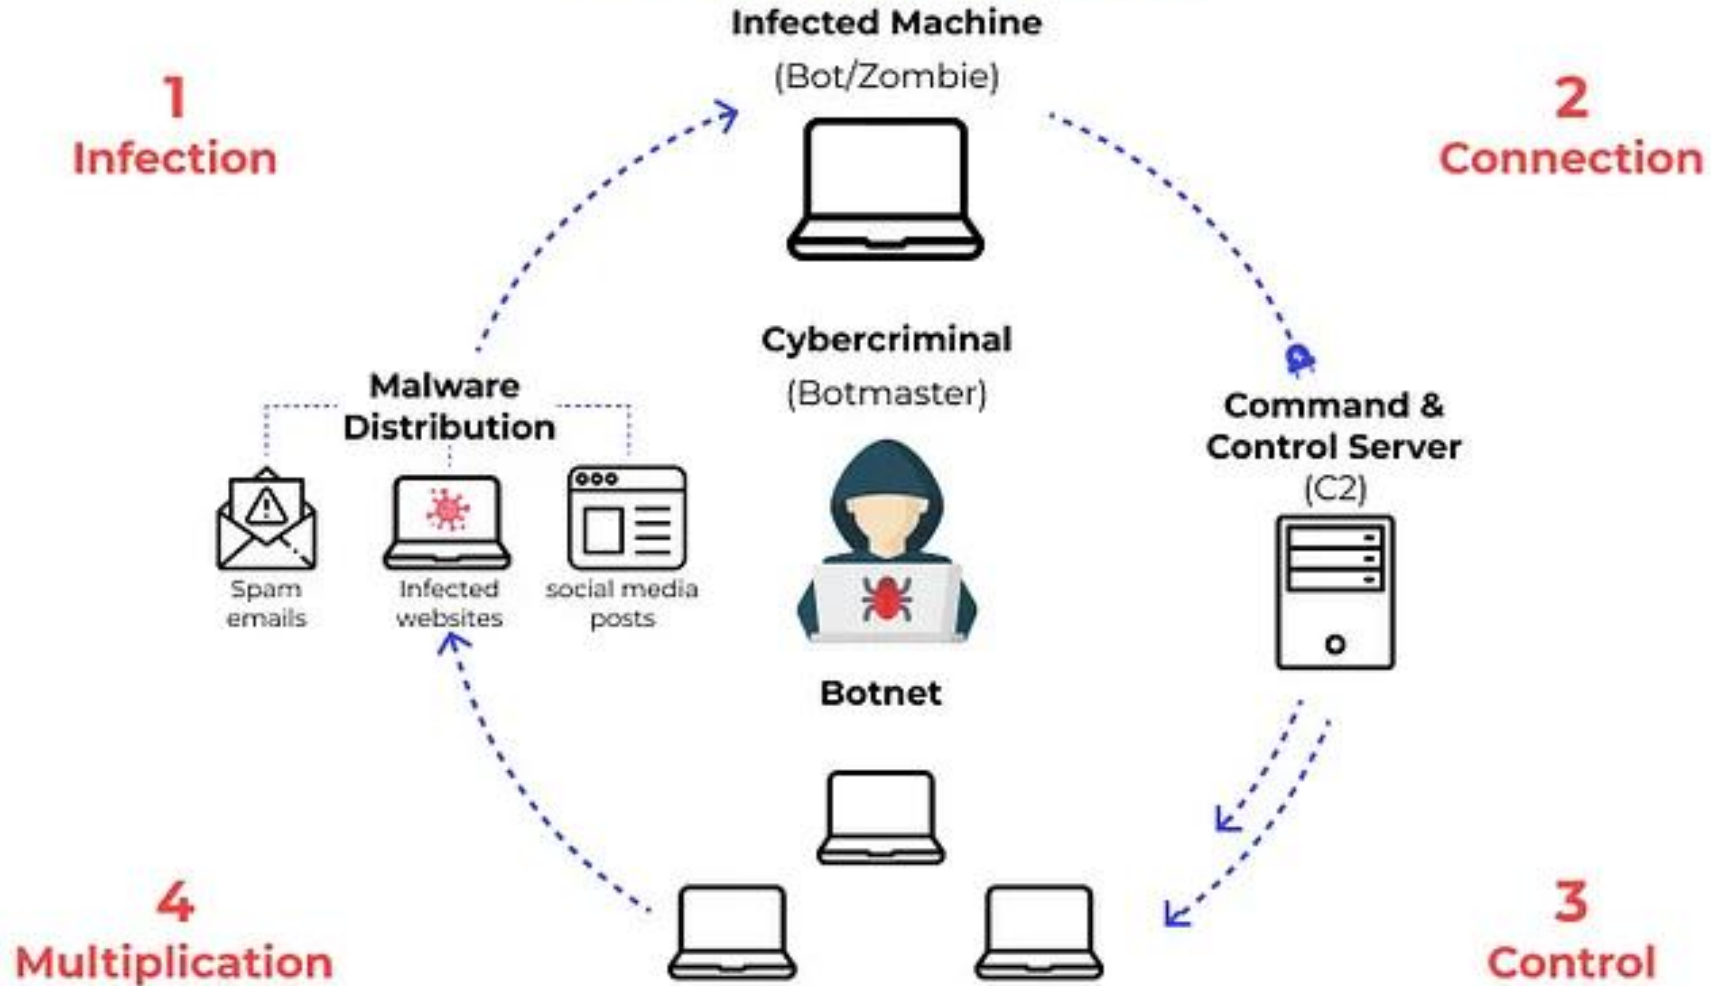 Infected Machine
(Bot/Zombie)
1
Infection
2
Connection
Cybercriminal
(Botmaster)
Malware
Distribution
Spam
emails
Infected
websites
social media
posts
Command &
Control Server
(C2)
Botnet
4
Multiplication
3
Control